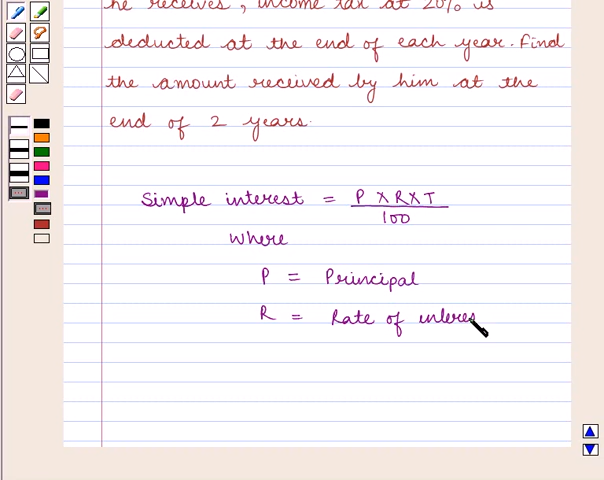 he receives, income tax at 20% is
deducted at the end of each year. Find
the amount received by him at the
end of 2 years.
Simple interest = P X R X T
100
Where
P = Principal
R = Rate of interes